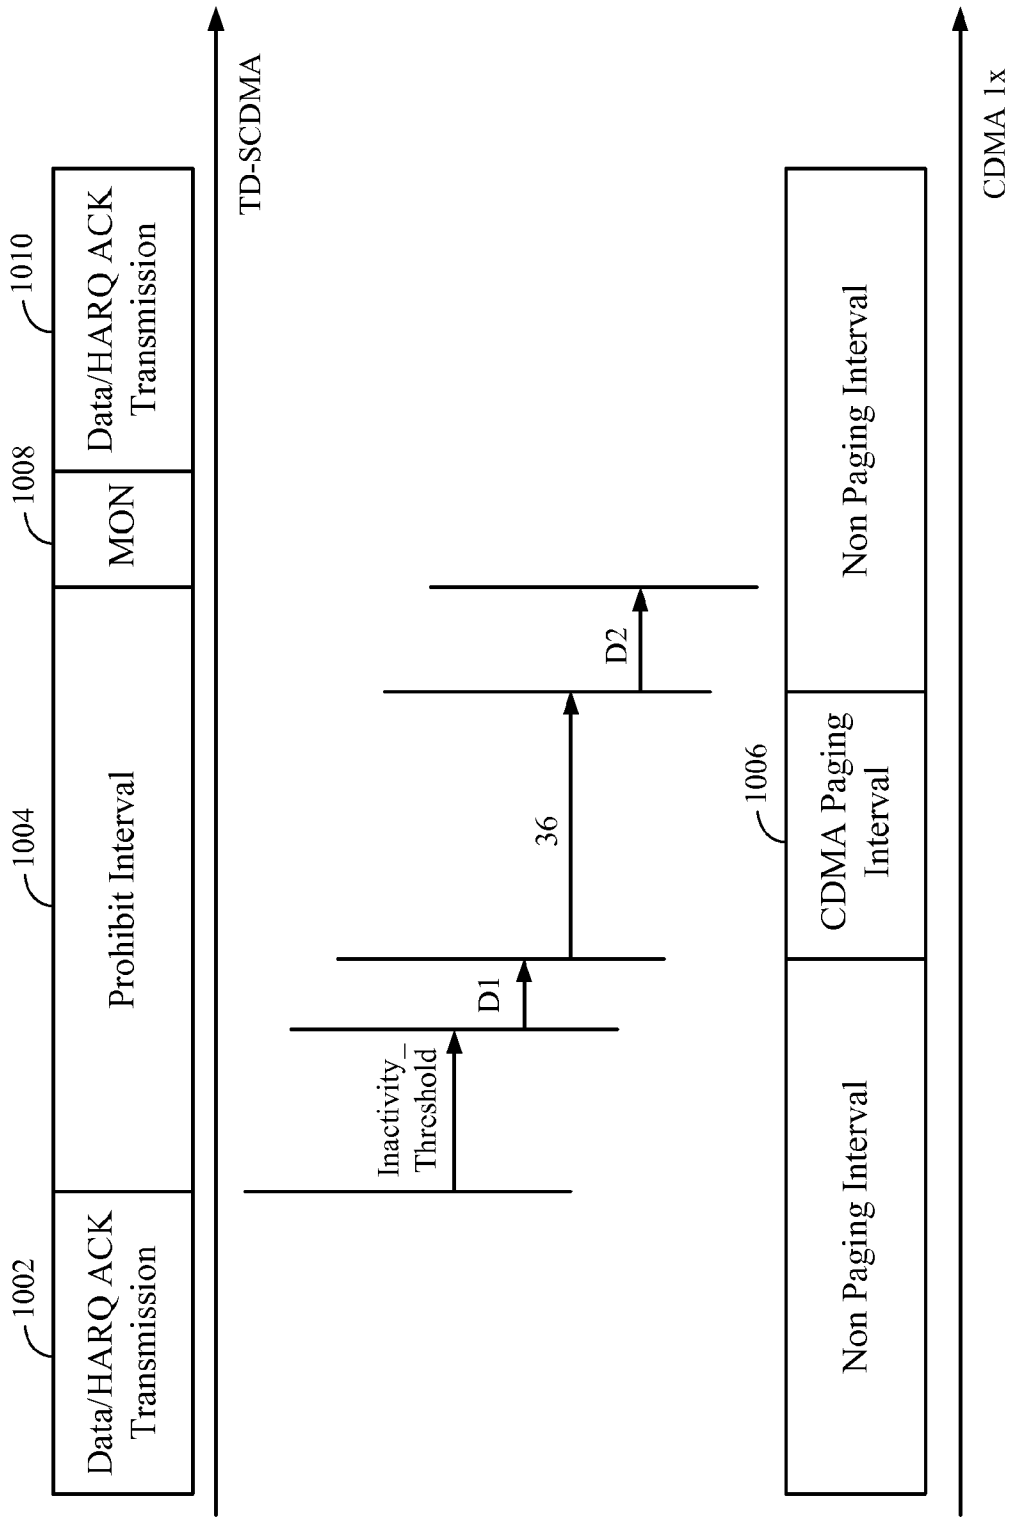 1002
1004
1008
1010
Data/HARQ ACK
Transmission
Prohibit Interval
MON
Data/HARQ ACK
Transmission
TD-SCDMA
Inactivity_
Threshold
D1
36
D2
1006
Non Paging Interval
CDMA Paging
Interval
Non Paging Interval
CDMA 1x